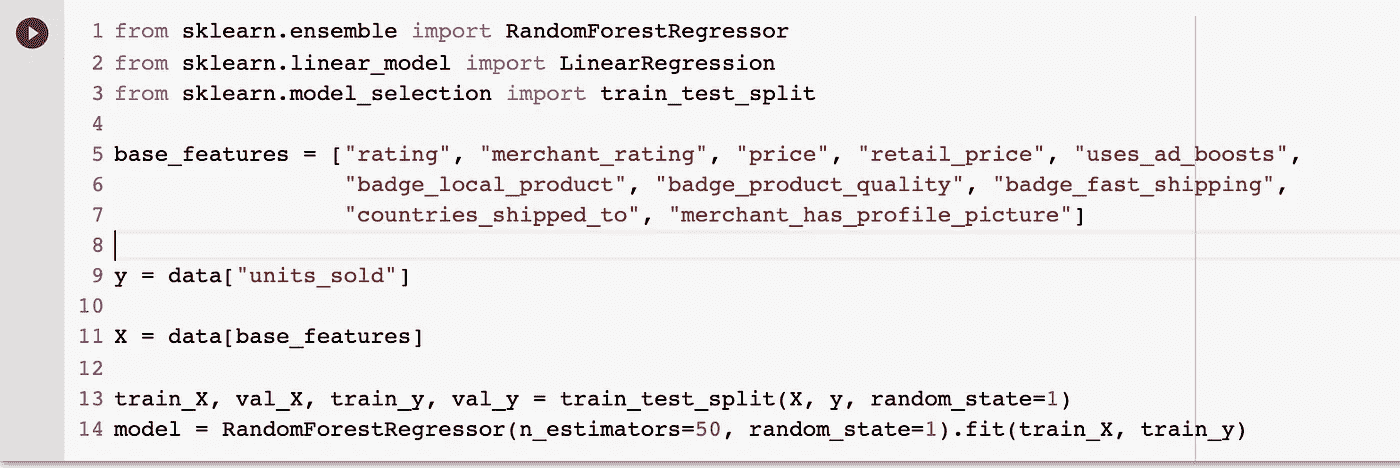 1 from sklearn.ensemble import RandomForestRegressor
2 from sklearn.linear_model import LinearRegression
3 from sklearn.model_selection import train_test_split
4
5 base_features = ["rating", "merchant_rating", "price", "retail_price", "uses_ad_boosts",
6                  "badge_local_product", "badge_product_quality", "badge_fast_shipping",
7                  "countries_shipped_to", "merchant_has_profile_picture"]
8
9 y = data["units_sold"]
10
11 X = data[base_features]
12
13 train_X, val_X, train_y, val_y = train_test_split(X, y, random_state=1)
14 model = RandomForestRegressor(n_estimators=50, random_state=1).fit(train_X, train_y)